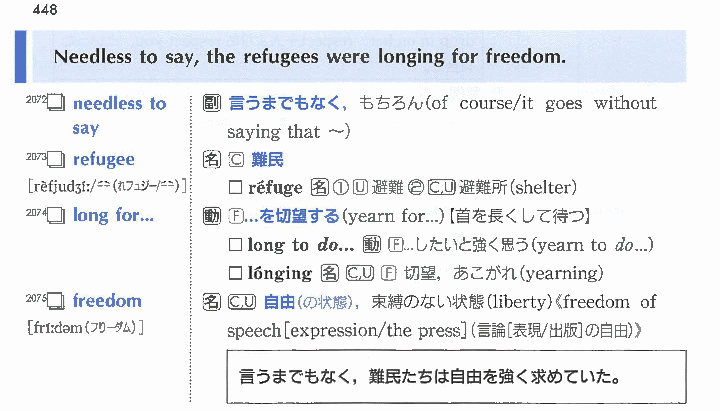 448
Needless to say, the refugees were longing for freedom.
2072 needless to say
副 言うまでもなく，もちろん(of course/it goes without
saying that ～)
2073 refugee
名 C 難民
[rèfjudʒíː/ーー(れフュジー/ーー)]
□ réfuge 名 ① U 避難 ② C,U 避難所(shelter)
2074 long for...
動 F …を切望する(yearn for...)【首を長くして待つ】
□ long to do... 動 F …したいと強く思う(yearn to do...)
□ lónging 名 C,U F 切望，あこがれ(yearning)
2075 freedom
名 C,U 自由(の状態)，束縛のない状態(liberty)《freedom of
[fríːdəm(フリーダム)]
speech[expression/the press](言論[表現/出版]の自由)》
言うまでもなく，難民たちは自由を強く求めていた。